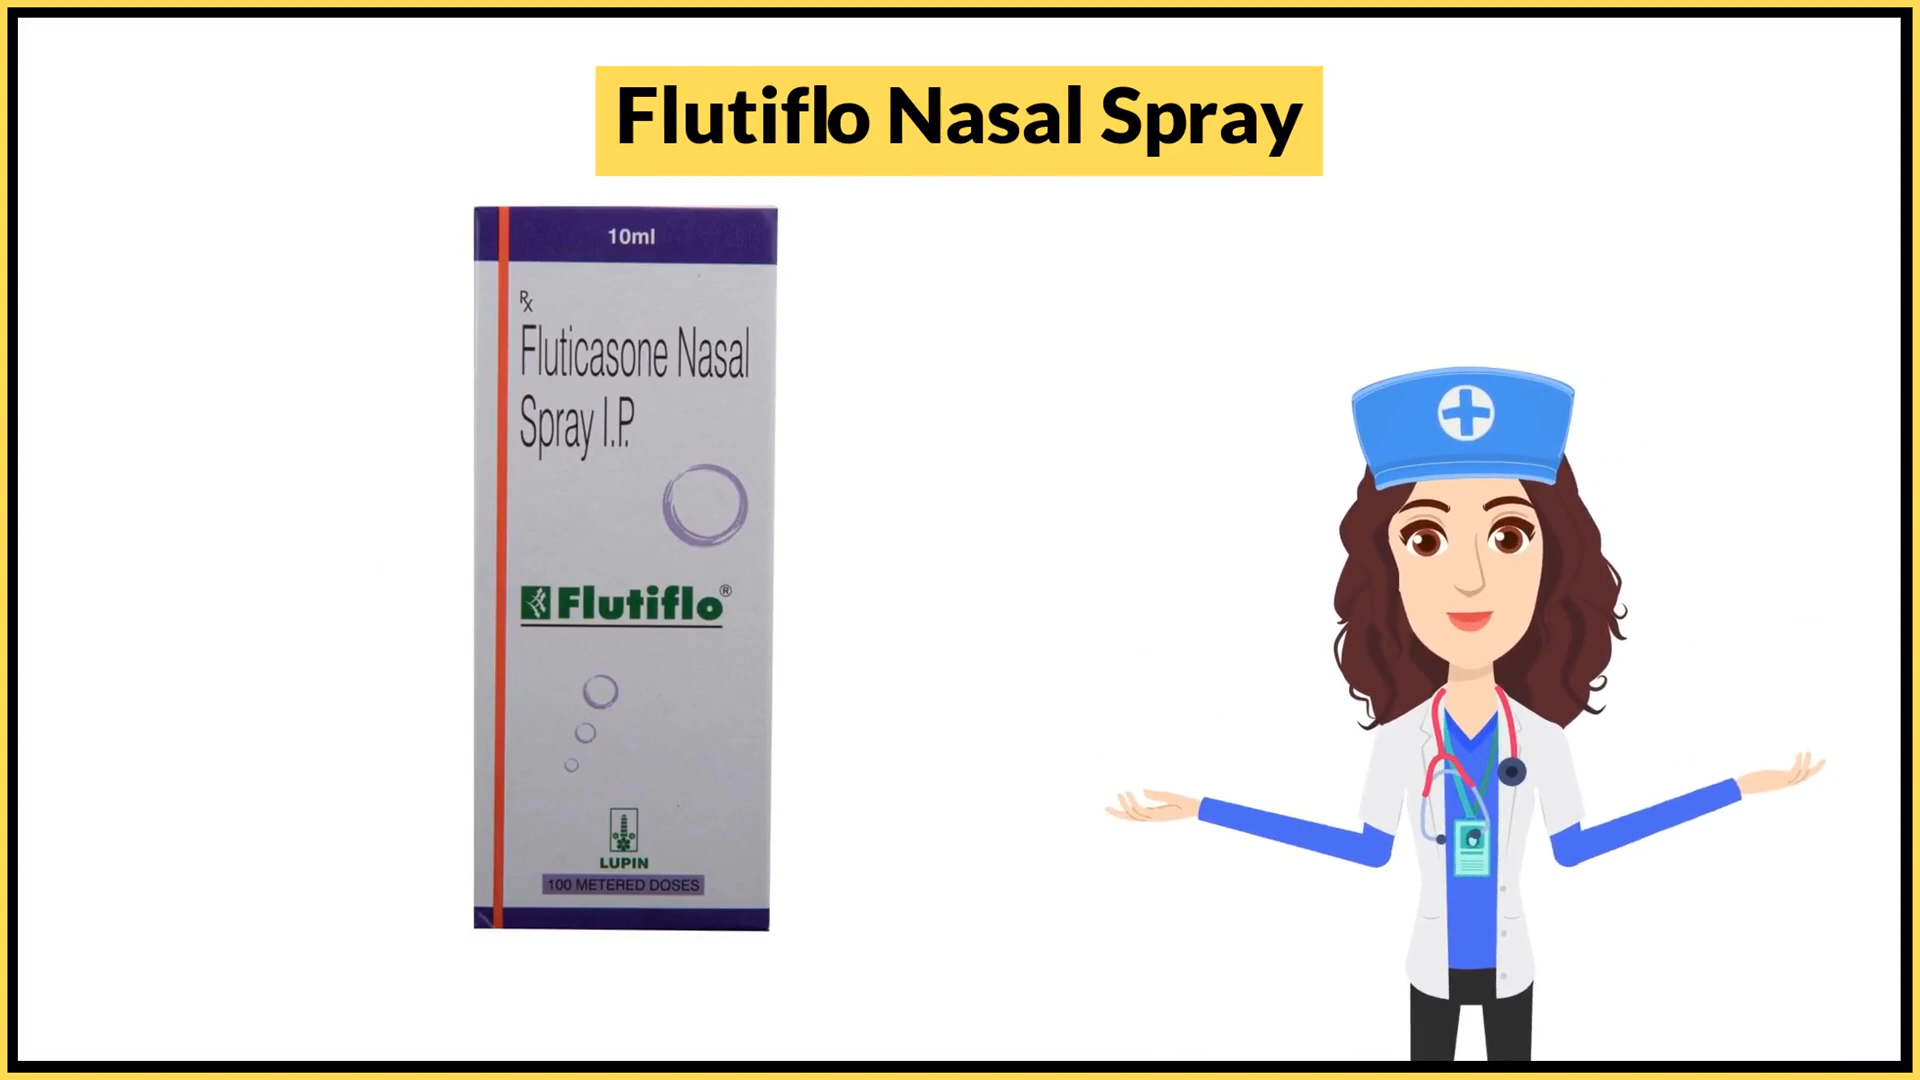 Flutiflo Nasal Spray
10ml
Rx
Fluticasone Nasal
Spray I.P.
Flutiflo®
LUPIN
100 METERED DOSES